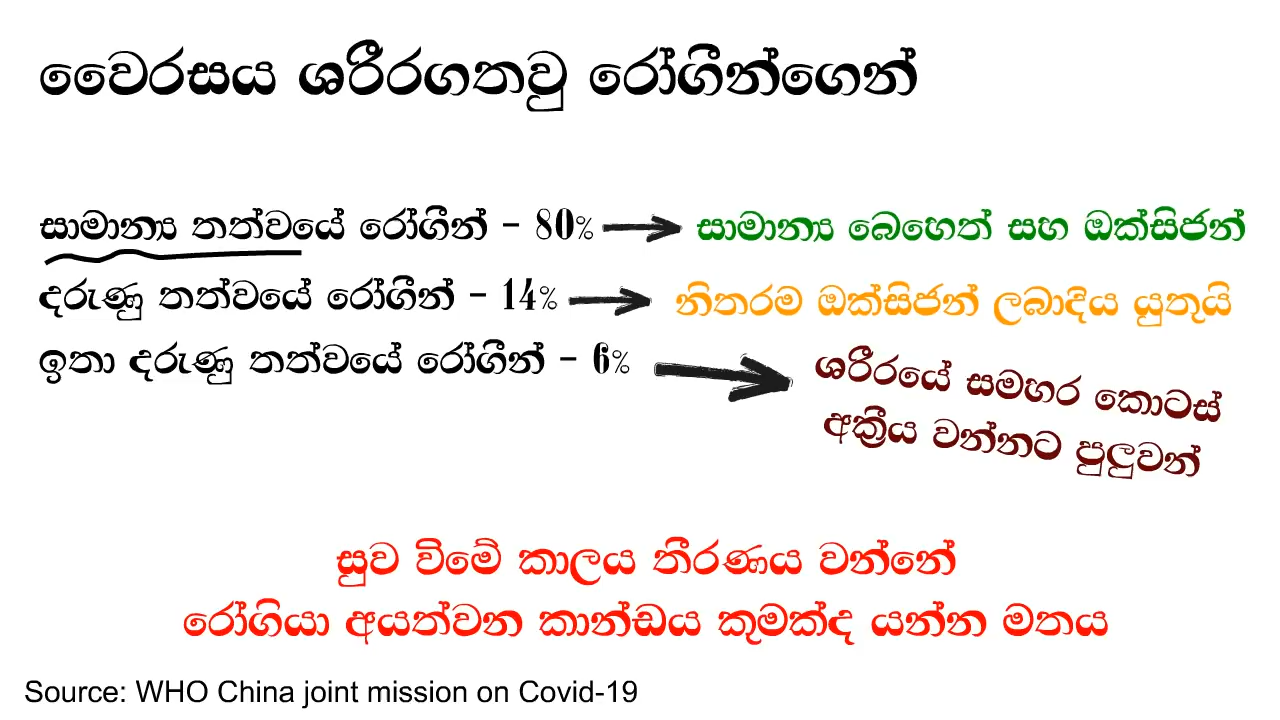 වෛරසය ශරීරගතවු රෝගීන්ගෙන්
සාමාන්‍ය තත්වයේ රෝගීන් - 80% සාමාන්‍ය බෙහෙත් සහ ඔක්සිජන්
දරුණු තත්වයේ රෝගීන් - 14% නිතරම ඔක්සිජන් ලබාදිය යුතුයි
ඉතා දරුණු තත්වයේ රෝගීන් - 6% ශරීරයේ සමහර කොටස්
අක්‍රීය වන්නට පුලුවන්
සුව විමේ කාලය තීරණය වන්නේ
රෝගියා අයත්වන කාන්ඩය කුමක්ද යන්න මතය
Source: WHO China joint mission on Covid-19